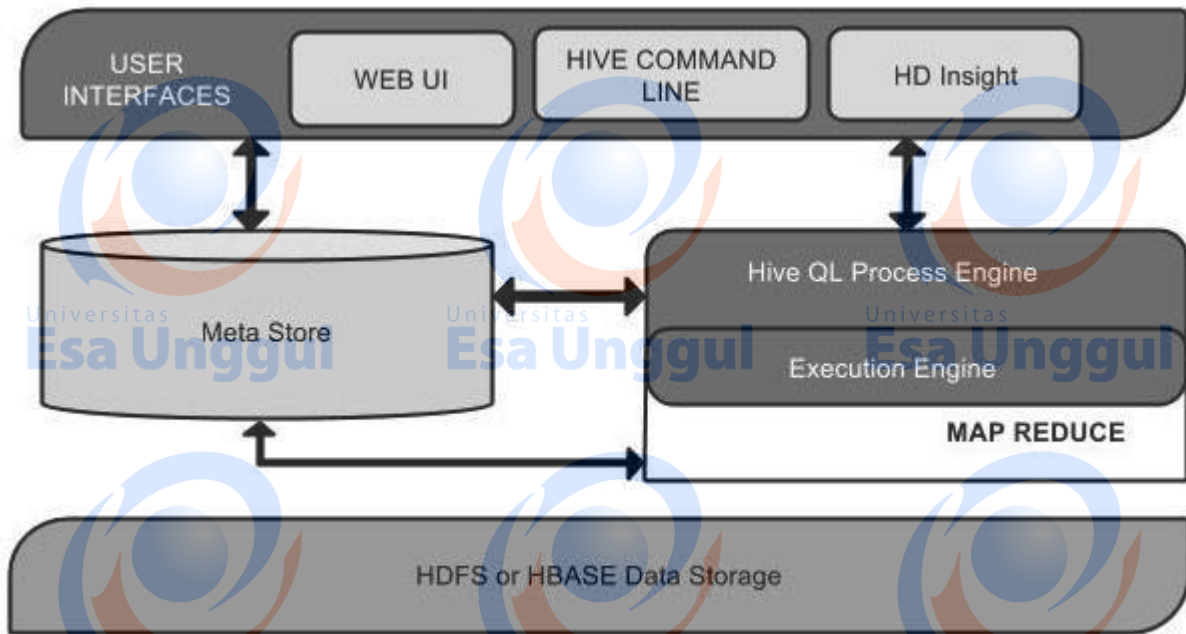 USER
INTERFACES
WEB UI
HIVE COMMAND
LINE
HD Insight
Meta Store
Hive QL Process Engine
Execution Engine
MAP REDUCE
HDFS or HBASE Data Storage
Universitas
Esa Unggul
Universitas
Esa Unggul
Universitas
Esa Unggul